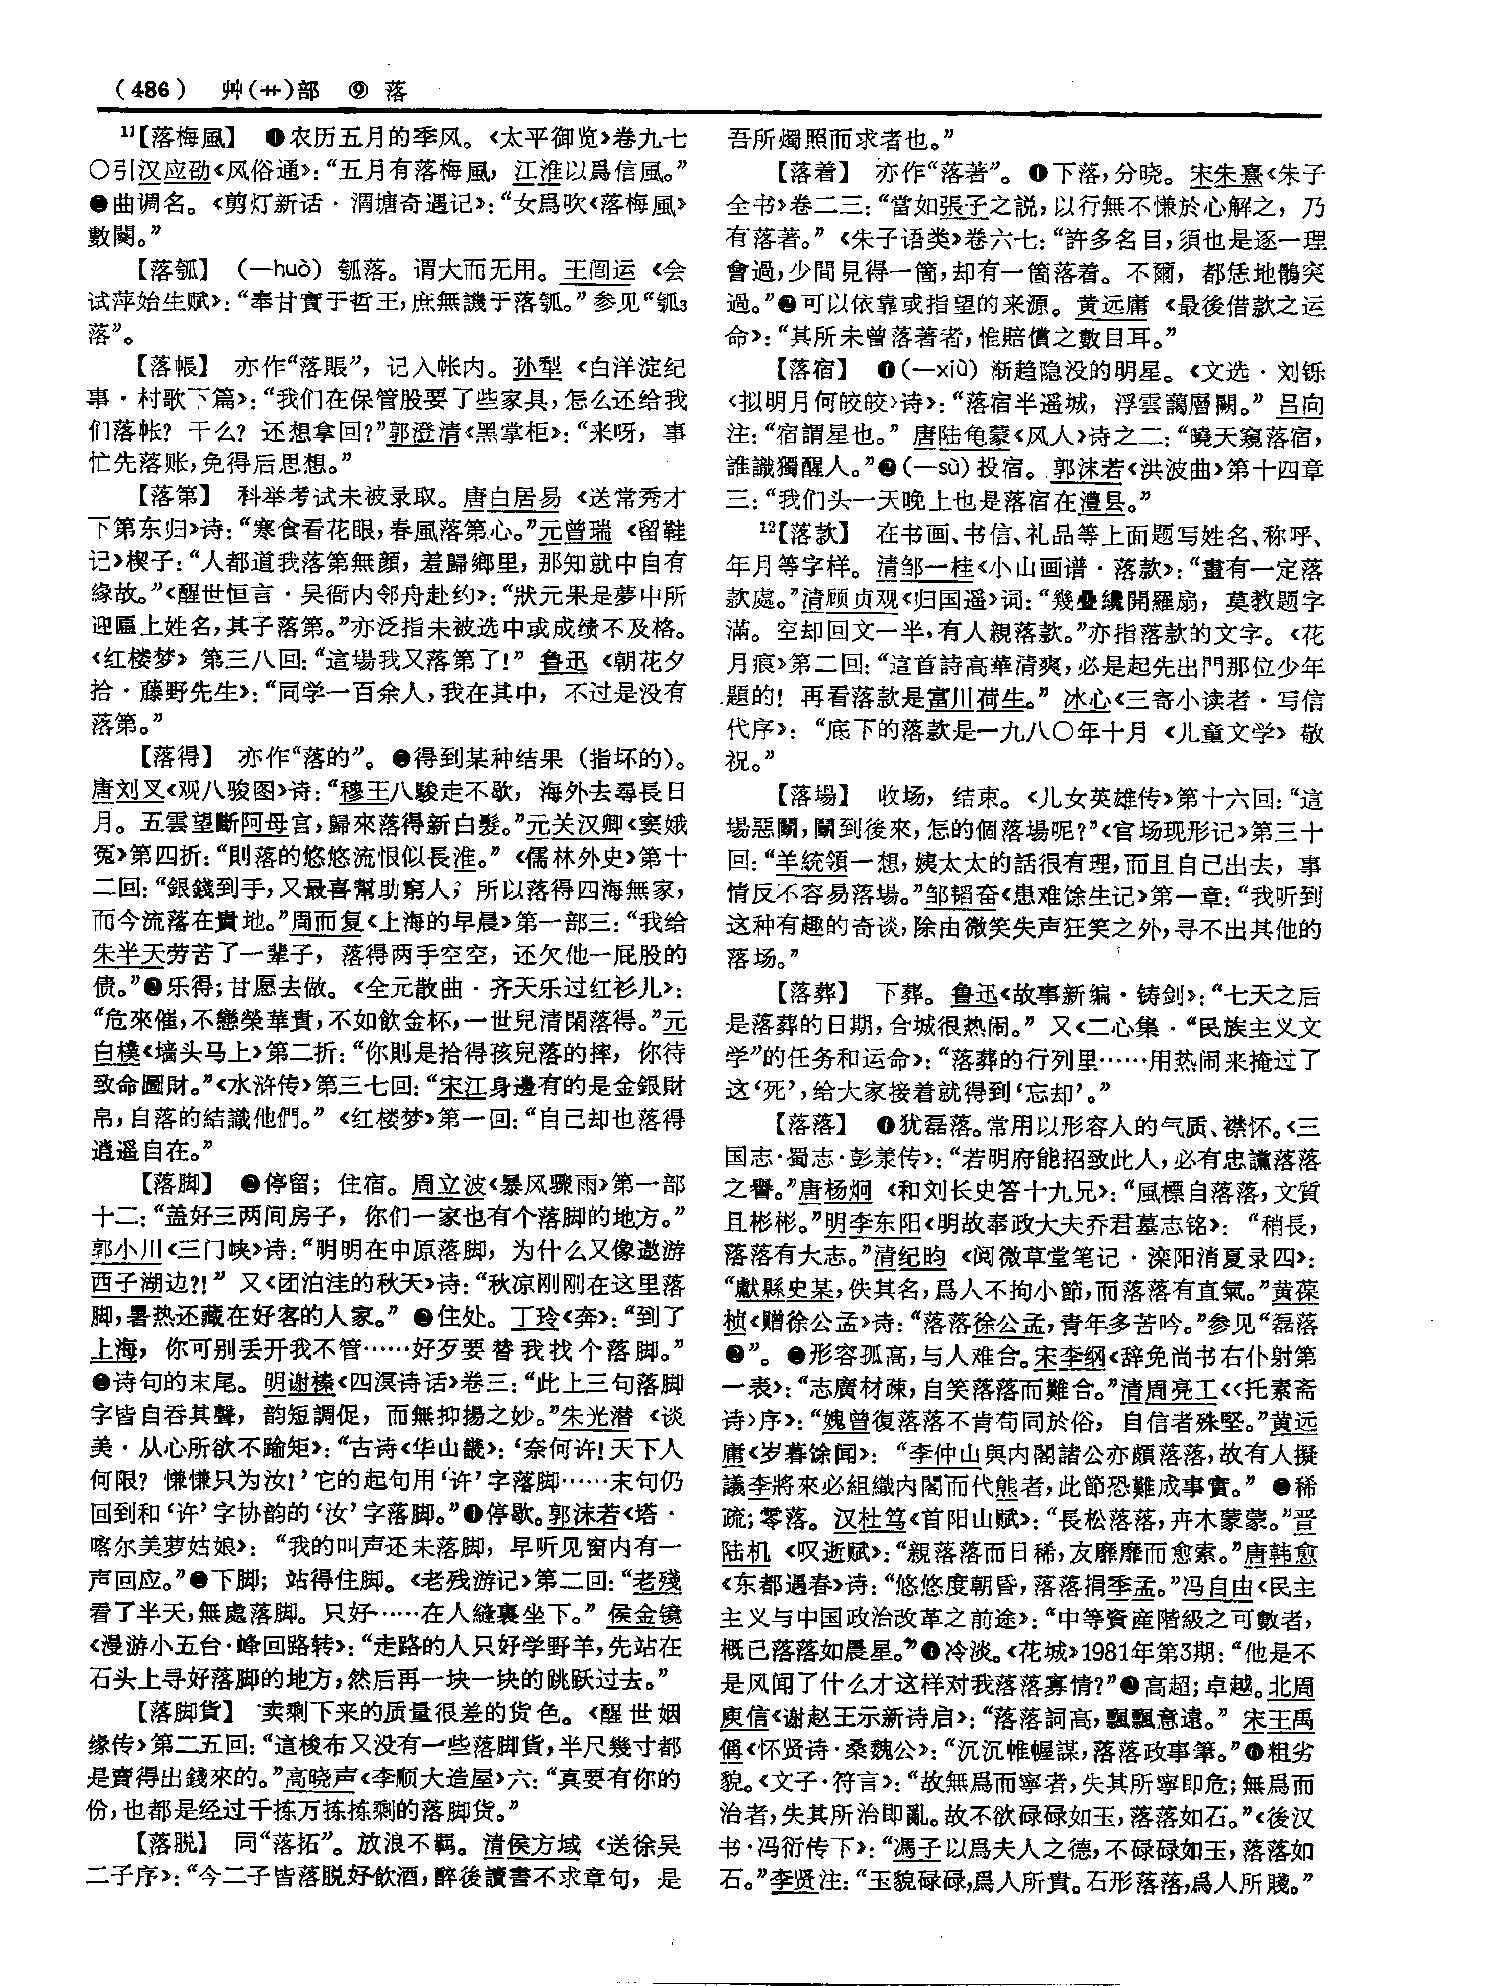 （486）　艸(艹)部　⑨　落
11【落梅風】　❶农历五月的季风。《太平御览》卷九七
〇引汉应劭《风俗通》：“五月有落梅風，江淮以爲信風。”
❷曲调名。《剪灯新话·渭塘奇遇记》：“女爲吹《落梅風》
數闋。”
【落瓠】　（—huò）瓠落。谓大而无用。王闿运《会
试萍始生赋》：“奉甘實于哲王，庶無譏于落瓠。”参见“瓠3
落”。
【落帳】　亦作“落賬”，记入帐内。孙犁《白洋淀纪
事·村歌下篇》：“我们在保管股要了些家具，怎么还给我
们落帐？干么？还想拿回？”郭澄清《黑掌柜》：“来呀，事
忙先落账，免得后思想。”
【落第】　科举考试未被录取。唐白居易《送常秀才
下第东归》诗：“寒食看花眼，春風落第心。”元曾瑞《留鞋
记》楔子：“人都道我落第無顔，羞歸鄉里，那知就中自有
緣故。”《醒世恒言·吴衙内邻舟赴约》：“狀元果是夢中所
迎匾上姓名，其子落第。”亦泛指未被选中或成绩不及格。
《红楼梦》第三八回：“這場我又落第了！”　鲁迅《朝花夕
拾·藤野先生》：“同学一百余人，我在其中，不过是没有
落第。”
【落得】　亦作“落的”。❶得到某种结果（指坏的）。
唐刘叉《观八骏图》诗：“穆王八駿走不歇，海外去尋長日
月。五雲望斷阿母宫，歸來落得新白髮。”元关汉卿《窦娥
冤》第四折：“則落的悠悠流恨似長淮。”《儒林外史》第十
二回：“銀錢到手，又最喜幫助窮人；所以落得四海無家，
而今流落在貴地。”周而复《上海的早晨》第一部三：“我给
朱半天劳苦了一辈子，落得两手空空，还欠他一屁股的
债。”❷乐得；甘愿去做。《全元散曲·齐天乐过红衫儿》：
“危來催，不戀榮華貴，不如飲金杯，一世兒清閑落得。”元
白樸《墙头马上》第二折：“你則是拾得孩兒落的摔，你待
致命圖財。”《水浒传》第三七回：“宋江身邊有的是金銀財
帛，自落的結識他們。”《红楼梦》第一回：“自己却也落得
逍遥自在。”
【落脚】　❶停留；住宿。周立波《暴风骤雨》第一部
十二：“盖好三两间房子，你们一家也有个落脚的地方。”
郭小川《三门峡》诗：“明明在中原落脚，为什么又像遨游
西子湖边？！”　又《团泊洼的秋天》诗：“秋凉刚刚在这里落
脚，暑热还藏在好客的人家。”❷住处。丁玲《奔》：“到了
上海，你可别丢开我不管……好歹要替我找个落脚。”
❸诗句的末尾。明谢榛《四溟诗话》卷三：“此上三句落脚
字皆自吞其聲，韵短調促，而無抑揚之妙。”朱光潜《谈
美·从心所欲不踰矩》：“古诗《华山畿》：‘奈何许！天下人
何限？慊慊只为汝！’它的起句用‘许’字落脚……末句仍
回到和‘许’字协韵的‘汝’字落脚。”❹停歇。郭沫若《塔·
喀尔美萝姑娘》：“我的叫声还未落脚，早听见窗内有一
声回应。”❺下脚；站得住脚。《老残游记》第二回：“老殘
看了半天，無處落脚。只好……在人縫裏坐下。”侯金镜
《漫游小五台·峰回路转》：“走路的人只好学野羊，先站在
石头上寻好落脚的地方，然后再一块一块的跳跃过去。”
【落脚貨】　卖剩下来的质量很差的货色。《醒世姻
缘传》第二五回：“這梭布又没有一些落脚貨，半尺幾寸都
是賣得出錢來的。”高晓声《李顺大造屋》六：“真要有你的
份，也都是经过千拣万拣拣剩的落脚货。”
【落脱】　同“落拓”。放浪不羁。清侯方域《送徐吴
二子序》：“今二子皆落脱好飲酒，醉後讀書不求章句，是
吾所燭照而求者也。”
【落着】　亦作“落著”。❶下落，分晓。宋朱熹《朱子
全书》卷二三：“當如張子之説，以行無不慊於心解之，乃
有落著。”《朱子语类》卷六七：“許多名目，須也是逐一理
會過，少間見得一箇，却有一箇落着。不爾，都恁地鶻突
過。”❷可以依靠或指望的来源。黄远庸《最後借款之运
命》：“其所未曾落著者，惟賠償之數目耳。”
【落宿】　❶（—xiù）渐趋隐没的明星。《文选·刘铄
〈拟明月何皎皎〉诗》：“落宿半遥城，浮雲藹層闕。”吕向
注：“宿謂星也。”唐陆龟蒙《风人》诗之二：“曉天窺落宿，
誰識獨醒人。”❷（—sù）投宿。郭沫若《洪波曲》第十四章
三：“我们头一天晚上也是落宿在澧县。”
12【落款】　在书画、书信、礼品等上面题写姓名、称呼、
年月等字样。清邹一桂《小山画谱·落款》：“畫有一定落
款處。”清顾贞观《归国遥》词：“幾疊纔開羅扇，莫教題字
滿。空却回文一半，有人親落款。”亦指落款的文字。《花
月痕》第二回：“這首詩高華清爽，必是起先出門那位少年
題的！再看落款是富川荷生。”冰心《三寄小读者·写信
代序》：“底下的落款是一九八〇年十月《儿童文学》敬
祝。”
【落場】　收场，结束。《儿女英雄传》第十六回：“這
場惡鬭，鬭到後來，怎的個落場呢？”《官场现形记》第三十
回：“羊統領一想，姨太太的話很有理，而且自己出去，事
情反不容易落場。”邹韬奋《患难馀生记》第一章：“我听到
这种有趣的奇谈，除由微笑失声狂笑之外，寻不出其他的
落场。”
【落葬】　下葬。鲁迅《故事新编·铸剑》：“七天之后
是落葬的日期，合城很热闹。”又《二心集·“民族主义文
学”的任务和运命》：“落葬的行列里……用热闹来掩过了
这‘死’，给大家接着就得到‘忘却’。”
【落落】　❶犹磊落。常用以形容人的气质、襟怀。《三
国志·蜀志·彭羕传》：“若明府能招致此人，必有忠讜落落
之譽。”唐杨炯《和刘长史答十九兄》：“風標自落落，文質
且彬彬。”明李东阳《明故奉政大夫乔君墓志铭》：“稍長，
落落有大志。”清纪昀《阅微草堂笔记·滦阳消夏录四》：
“獻縣史某，佚其名，爲人不拘小節，而落落有直氣。”黄葆
桢《赠徐公孟》诗：“落落徐公孟，青年多苦吟。”参见“磊落
❷”。❷形容孤高，与人难合。宋李纲《辞免尚书右仆射第
一表》：“志廣材疎，自笑落落而難合。”清周亮工《〈托素斋
诗〉序》：“媿曾復落落不肯苟同於俗，自信者殊堅。”黄远
庸《岁暮馀闻》：“李仲山與内閣諸公亦頗落落，故有人擬
議李將來必組織内閣而代熊者，此節恐難成事實。”❸稀
疏；零落。汉杜笃《首阳山赋》：“長松落落，卉木蒙蒙。”晋
陆机《叹逝赋》：“親落落而日稀，友靡靡而愈索。”唐韩愈
《东都遇春》诗：“悠悠度朝昏，落落捐季孟。”冯自由《民主
主义与中国政治改革之前途》：“中等資産階級之可數者，
概已落落如晨星。”❹冷淡。《花城》1981年第3期：“他是不
是风闻了什么才这样对我落落寡情？”❺高超；卓越。北周
庾信《谢赵王示新诗启》：“落落詞高，飄飄意遠。”宋王禹
偁《怀贤诗·桑魏公》：“沉沉帷幄謀，落落政事筆。”❻粗劣
貌。《文子·符言》：“故無爲而寧者，失其所寧即危；無爲而
治者，失其所治即亂。故不欲碌碌如玉，落落如石。”《後汉
书·冯衍传下》：“馮子以爲夫人之德，不碌碌如玉，落落如
石。”李贤注：“玉貌碌碌，爲人所貴。石形落落，爲人所賤。”